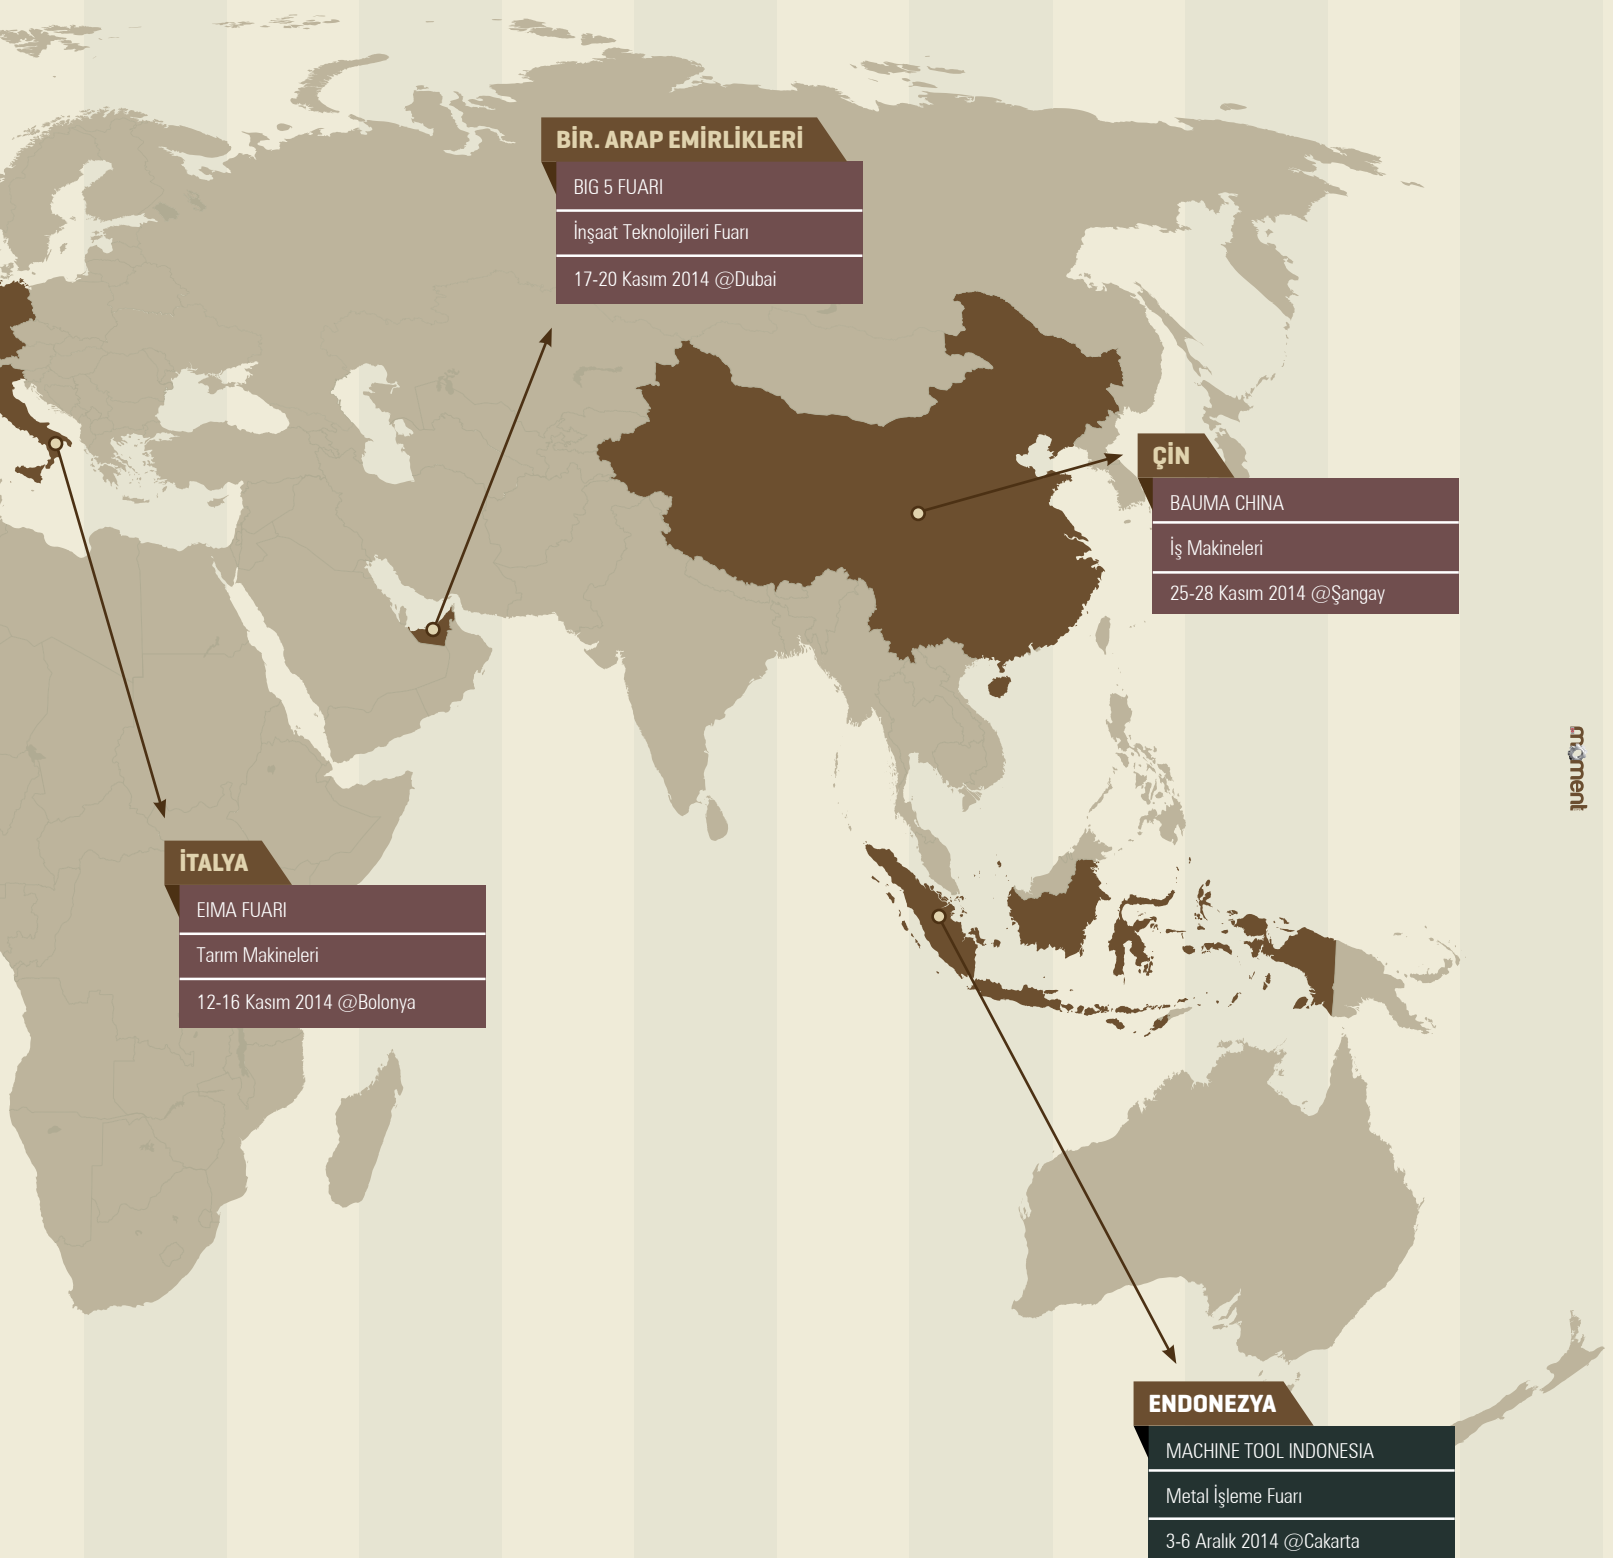 BİR. ARAP EMİRLİKLERİ
BIG 5 FUARI
İnşaat Teknolojileri Fuarı
17-20 Kasım 2014 @Dubai
ÇİN
BAUMA CHINA
İş Makineleri
25-28 Kasım 2014 @Şangay
moment
İTALYA
EIMA FUARI
Tarım Makineleri
12-16 Kasım 2014 @Bolonya
ENDONEZYA
MACHINE TOOL INDONESIA
Metal İşleme Fuarı
3-6 Aralık 2014 @Cakarta